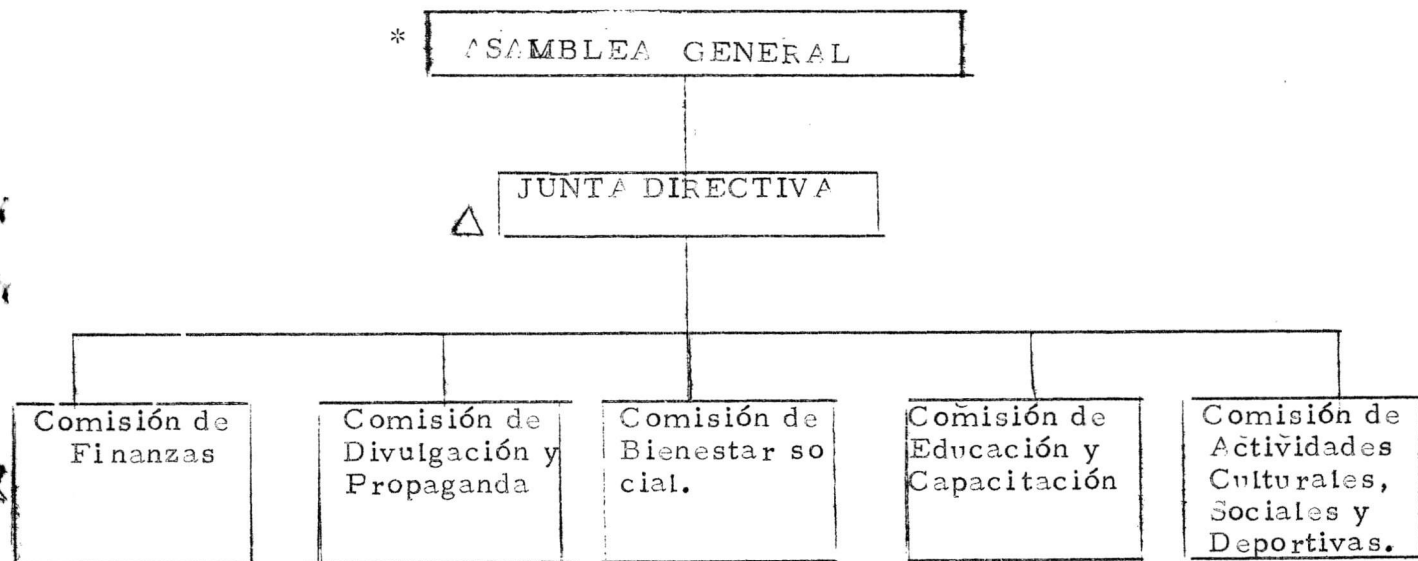 * ASAMBLEA GENERAL
JUNTA DIRECTIVA
△
Comisión de
Finanzas
Comisión de
Divulgación y
Propaganda
Comisión de
Bienestar so
cial.
Comisión de
Educación y
Capacitación
Comisión de
Actividades
Culturales,
Sociales y
Deportivas.